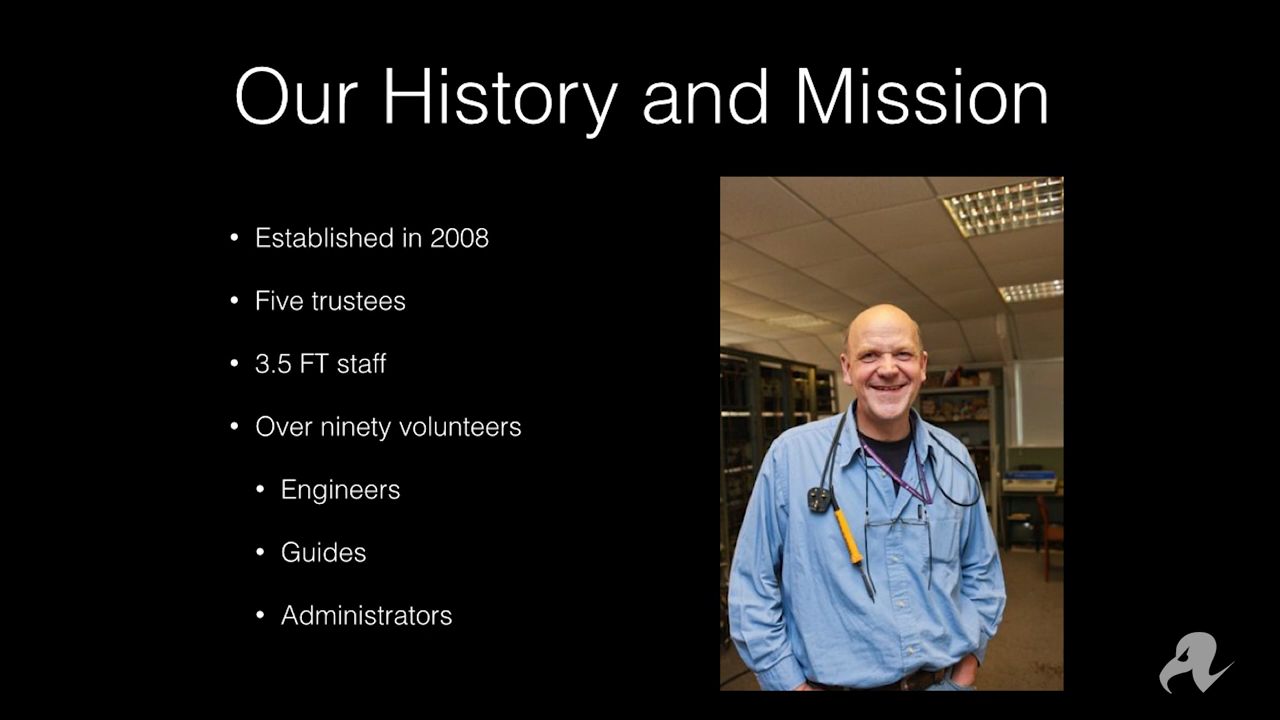 Our History and Mission
• Established in 2008
• Five trustees
• 3.5 FT staff
• Over ninety volunteers
• Engineers
• Guides
• Administrators